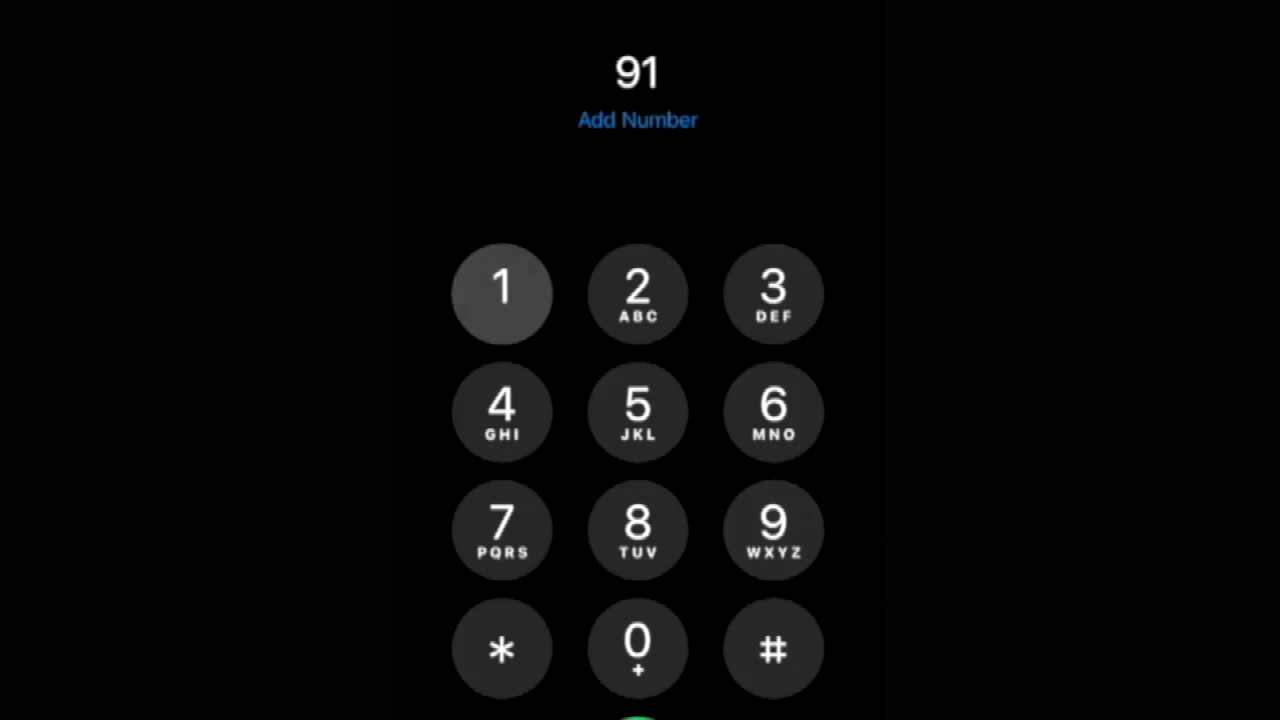 91
Add Number
1 2 3
ABC DEF
4 5 6
GHI JKL MNO
7 8 9
PQRS TUV WXYZ
* 0 #
+